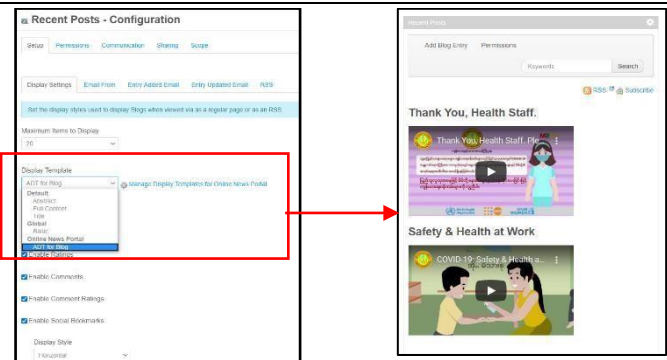 Recent Posts - Configuration
Setup Permissions Communication Sharing Scope
Display Settings Email From Entry Added Email Entry Updated Email RSS
Set the display styles used to display Blogs when viewed via as a regular page or as an RSS.
Maximum Items to Display
20
Display Template
ADT for Blog Manage Display Templates for Online News Portal
Default
Abstract
Full Content
Title
Global
Basic
Online News Portal
ADT for Blog
Enable Ratings
Enable Comments
Enable Comment Ratings
Enable Social Bookmarks
Display Style
Horizontal
Recent Posts
Add Blog Entry Permissions
Keywords Search
RSS Subscribe
Thank You, Health Staff.
Thank You, Health Staff. Ple...
Safety & Health at Work
COVID-19: Safety & Health a...